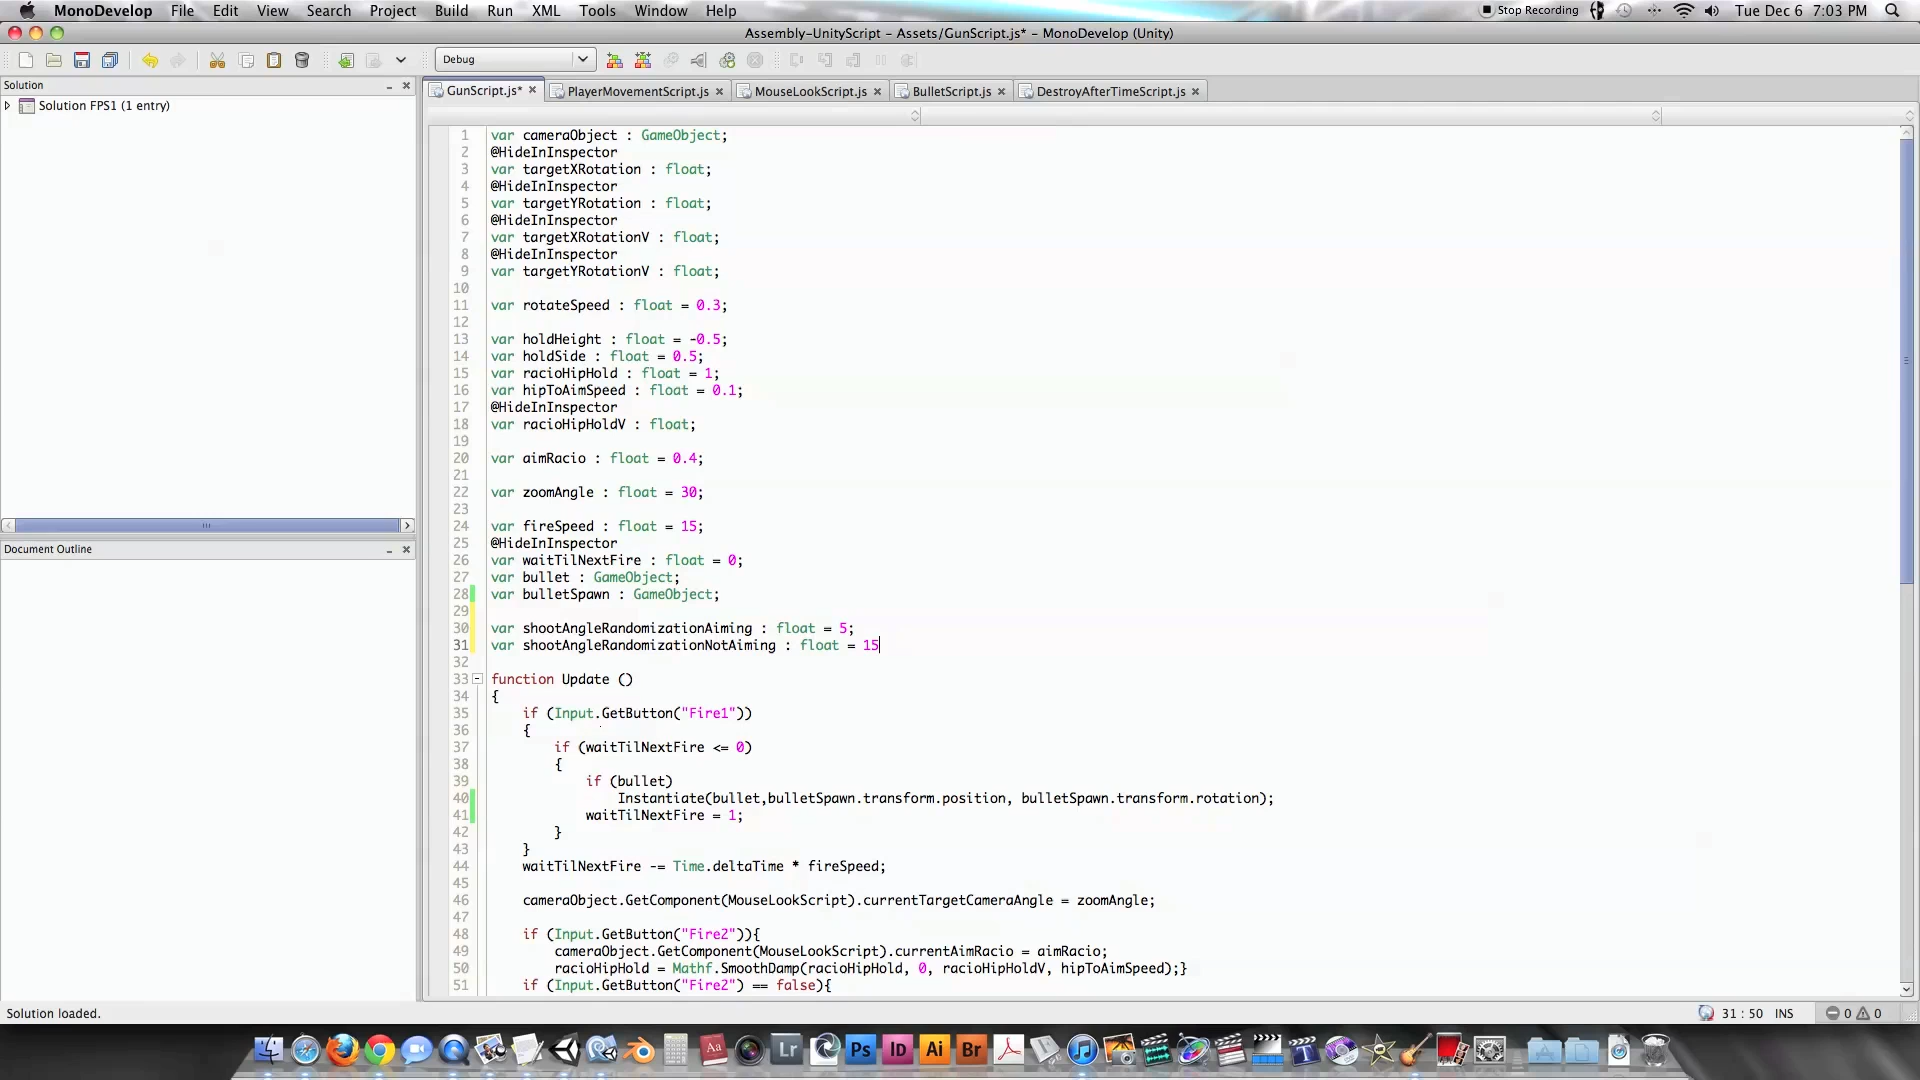 MonoDevelop File Edit View Search Project Build Run XML Tools Window Help Stop Recording Tue Dec 6 7:03 PM
Assembly-UnityScript – Assets/GunScript.js* – MonoDevelop (Unity)
Debug
Solution
GunScript.js* PlayerMovementScript.js MouseLookScript.js BulletScript.js DestroyAfterTimeScript.js
Solution FPS1 (1 entry)
Document Outline
1 var cameraObject : GameObject;
2 @HideInInspector
3 var targetXRotation : float;
4 @HideInInspector
5 var targetYRotation : float;
6 @HideInInspector
7 var targetXRotationV : float;
8 @HideInInspector
9 var targetYRotationV : float;
10
11 var rotateSpeed : float = 0.3;
12
13 var holdHeight : float = -0.5;
14 var holdSide : float = 0.5;
15 var racioHipHold : float = 1;
16 var hipToAimSpeed : float = 0.1;
17 @HideInInspector
18 var racioHipHoldV : float;
19
20 var aimRacio : float = 0.4;
21
22 var zoomAngle : float = 30;
23
24 var fireSpeed : float = 15;
25 @HideInInspector
26 var waitTilNextFire : float = 0;
27 var bullet : GameObject;
28 var bulletSpawn : GameObject;
29
30 var shootAngleRandomizationAiming : float = 5;
31 var shootAngleRandomizationNotAiming : float = 15
32
33 function Update ()
34 {
35 if (Input.GetButton("Fire1"))
36 {
37 if (waitTilNextFire <= 0)
38 {
39 if (bullet)
40 Instantiate(bullet,bulletSpawn.transform.position, bulletSpawn.transform.rotation);
41 waitTilNextFire = 1;
42 }
43 }
44 waitTilNextFire -= Time.deltaTime * fireSpeed;
45
46 cameraObject.GetComponent(MouseLookScript).currentTargetCameraAngle = zoomAngle;
47
48 if (Input.GetButton("Fire2")){
49 cameraObject.GetComponent(MouseLookScript).currentAimRacio = aimRacio;
50 racioHipHold = Mathf.SmoothDamp(racioHipHold, 0, racioHipHoldV, hipToAimSpeed);}
51 if (Input.GetButton("Fire2") == false){
Solution loaded.
31 : 50 INS 0 0
Aa Lr Ps Id Ai Br T